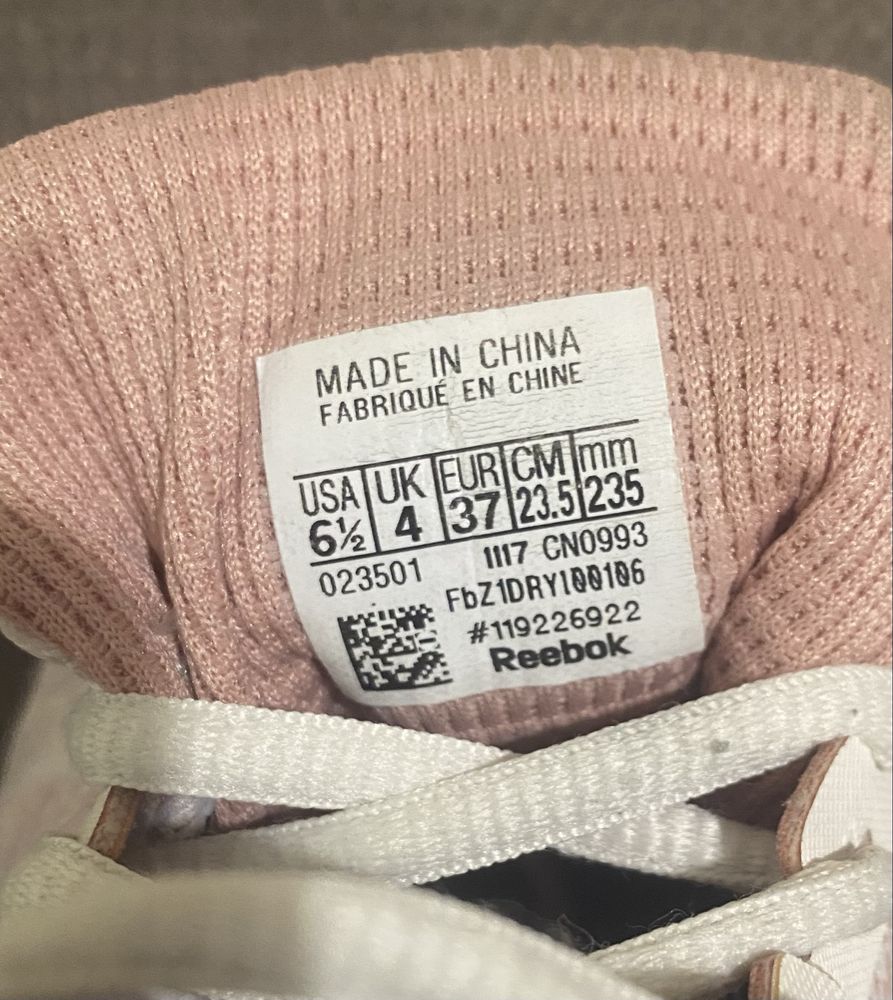 MADE IN CHINA
FABRIQUÉ EN CHINE
USA UK EUR CM mm
6½ 4 37 23.5 235
023501 1117 CN0993
FbZ1DRYI00106
#119226922
Reebok